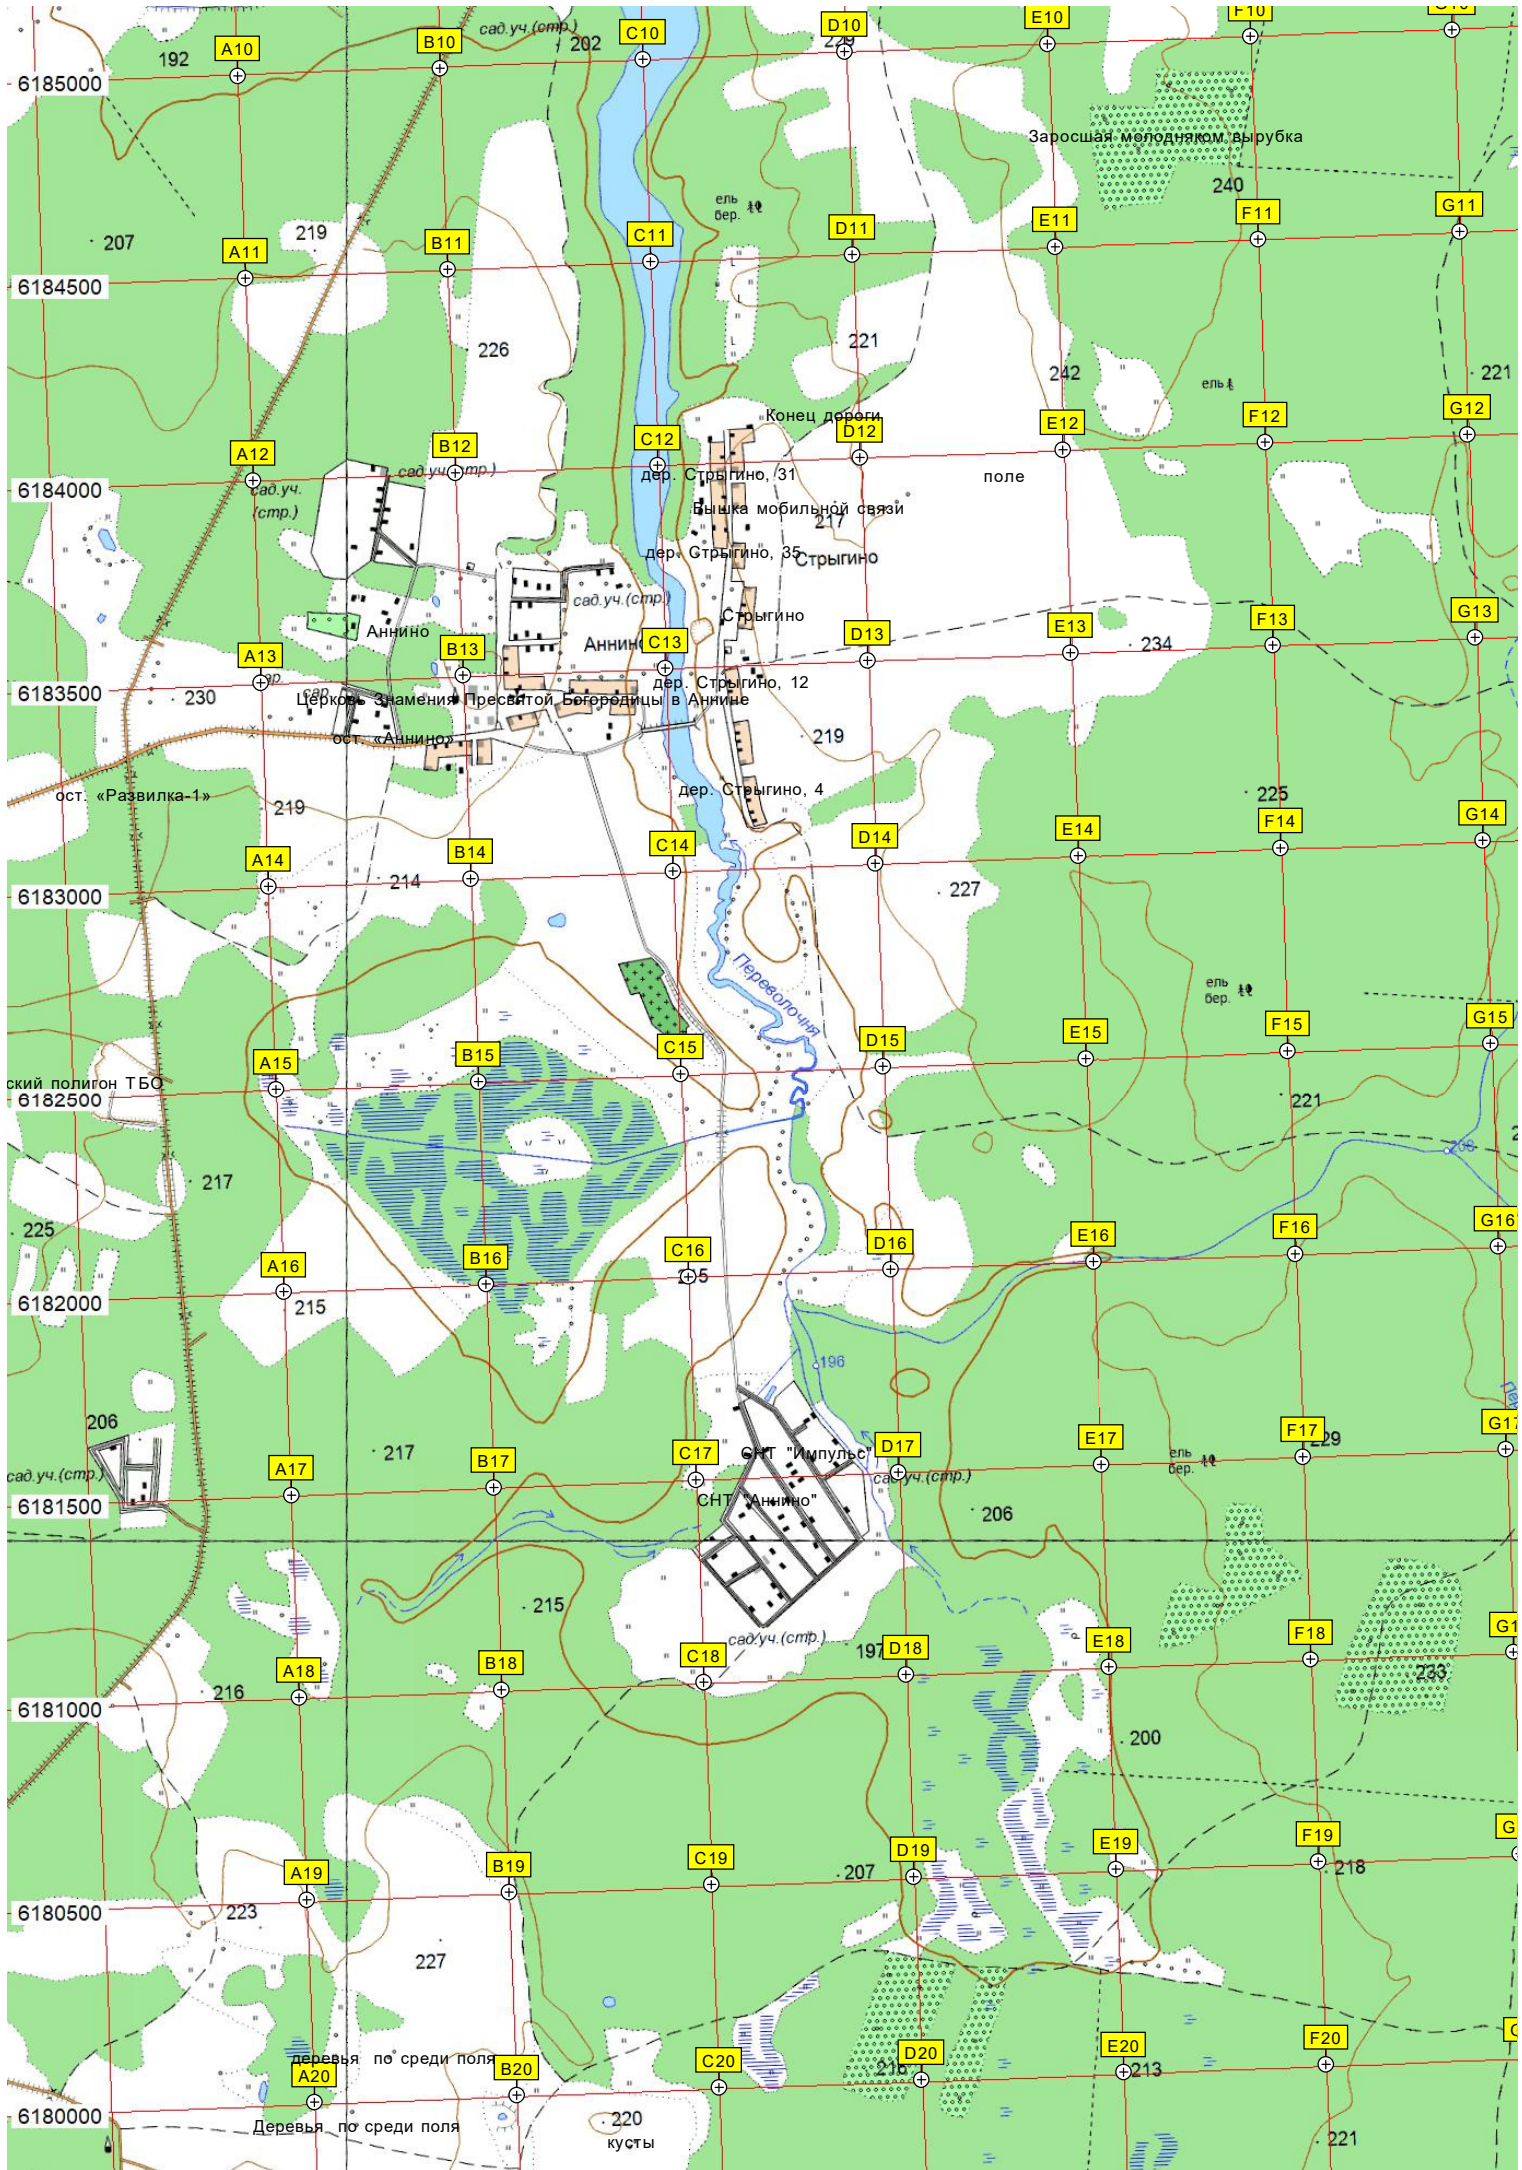 сад.уч.(стр.)
202
192
A10
B10
C10
D10
E10
F10
6185000
Заросшая молодняком вырубка
240
ель
бер.
207
219
A11
B11
C11
D11
E11
F11
G11
6184500
226
221
242
ель
221
Конец дороги
A12
B12
C12
D12
E12
F12
G12
сад.уч.(стр.)
дер. Стрыгино, 31
поле
6184000
сад.уч.
(стр.)
Вышка мобильной связи
217
дер. Стрыгино, 35
Стрыгино
сад.уч.(стр.)
Стрыгино
Аннино
Аннино
A13
B13
C13
D13
E13
F13
G13
234
сар.
дер. Стрыгино, 12
6183500
230
Церковь Знамения Пресвятой Богородицы в Аннине
ост. «Аннино»
219
дер. Стрыгино, 4
ост. «Развилка-1»
219
225
A14
B14
C14
D14
E14
F14
G14
214
227
6183000
Переволочня
ель
бер.
A15
B15
C15
D15
E15
F15
G15
ский полигон ТБО
6182500
221
208
217
225
A16
B16
C16
D16
E16
F16
G16
6182000
215
196
206
217
A17
B17
C17
D17
E17
F17
G17
229
СНТ "Импульс"
ель
бер.
сад.уч.(стр.)
сад.уч.(стр.)
СНТ "Аннино"
6181500
206
215
сад.уч.(стр.)
197
A18
B18
C18
D18
E18
F18
216
233
6181000
200
A19
B19
C19
D19
E19
F19
207
218
6180500
223
227
деревья по среди поля
A20
B20
C20
D20
E20
F20
213
6180000
Деревья по среди поля
220
кусты
221